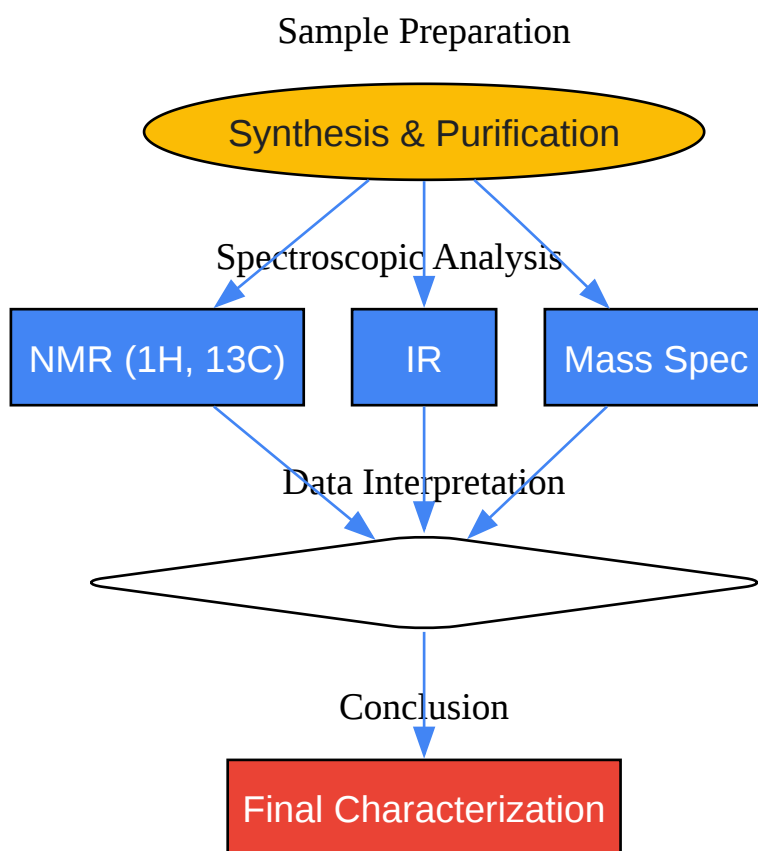 Sample Preparation
Synthesis & Purification
Spectroscopic Analysis
NMR (1H, 13C)
IR
Mass Spec
Data Interpretation
Conclusion
Final Characterization